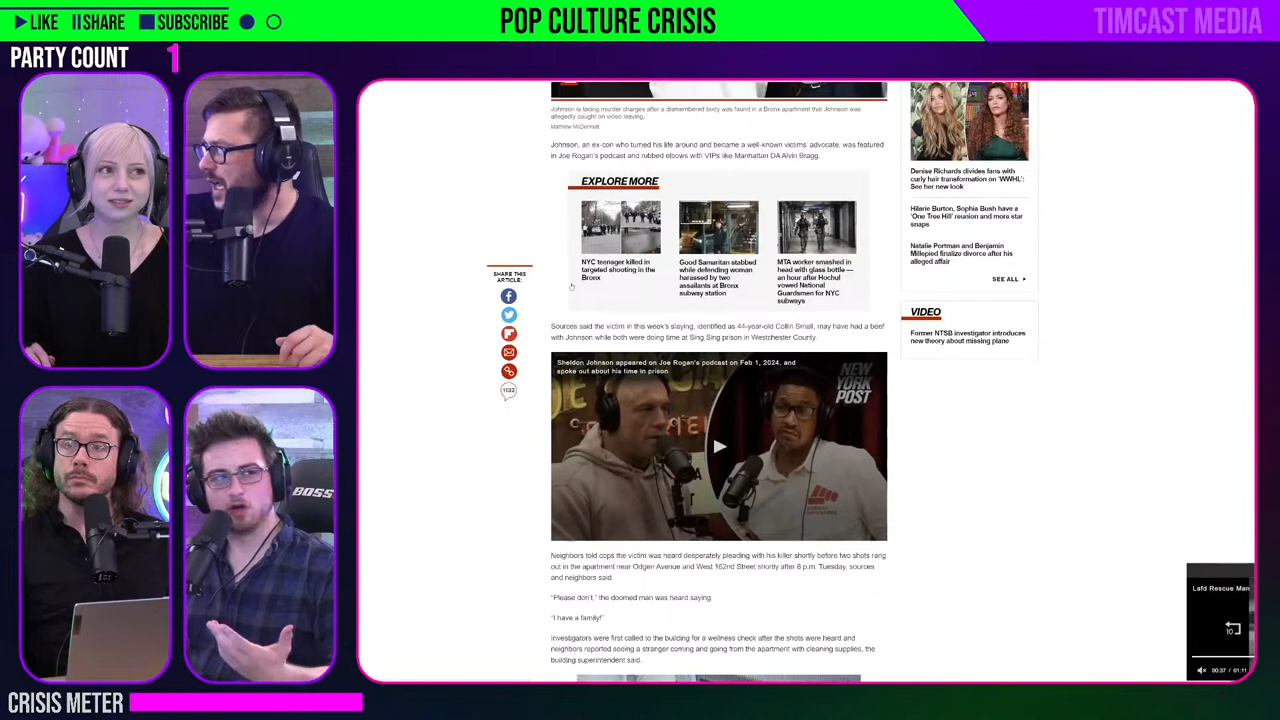 LIKE SHARE SUBSCRIBE
POP CULTURE CRISIS
TIMCAST MEDIA
PARTY COUNT 1
BOSS
CRISIS METER
Johnson is facing murder charges after a dismembered body was found in a Bronx apartment that Johnson was
allegedly caught on video leaving.
Matthew McDermott
Johnson, an ex-con who turned his life around and became a well-known victims' advocate, was featured
in Joe Rogan's podcast and rubbed elbows with VIPs like Manhattan DA Alvin Bragg.
EXPLORE MORE
NYC teenager killed in
targeted shooting in the
Bronx
Good Samaritan stabbed
while defending woman
harassed by two
assailants at Bronx
subway station
MTA worker smashed in
head with glass bottle —
an hour after Hochul
vowed National
Guardsmen for NYC
subways
SHARE THIS
ARTICLE:
1132
Sources said the victim in this week's slaying, identified as 44-year-old Collin Small, may have had a beef
with Johnson while both were doing time at Sing Sing prison in Westchester County.
Sheldon Johnson appeared on Joe Rogan's podcast on Feb 1, 2024, and
spoke out about his time in prison
NEW
YORK
POST
Neighbors told cops the victim was heard desperately pleading with his killer shortly before two shots rang
out in the apartment near Odgen Avenue and West 162nd Street shortly after 8 p.m. Tuesday, sources
and neighbors said.
"Please don't," the doomed man was heard saying.
"I have a family!"
Investigators were first called to the building for a wellness check after the shots were heard and
neighbors reported seeing a stranger coming and going from the apartment with cleaning supplies, the
building superintendent said.
Denise Richards divides fans with
curly hair transformation on 'WWHL':
See her new look
Hilarie Burton, Sophia Bush have a
'One Tree Hill' reunion and more star
snaps
Natalie Portman and Benjamin
Millepied finalize divorce after his
alleged affair
SEE ALL
VIDEO
Former NTSB investigator introduces
new theory about missing plane
Lafd Rescue Man
10
00:37 / 01:11